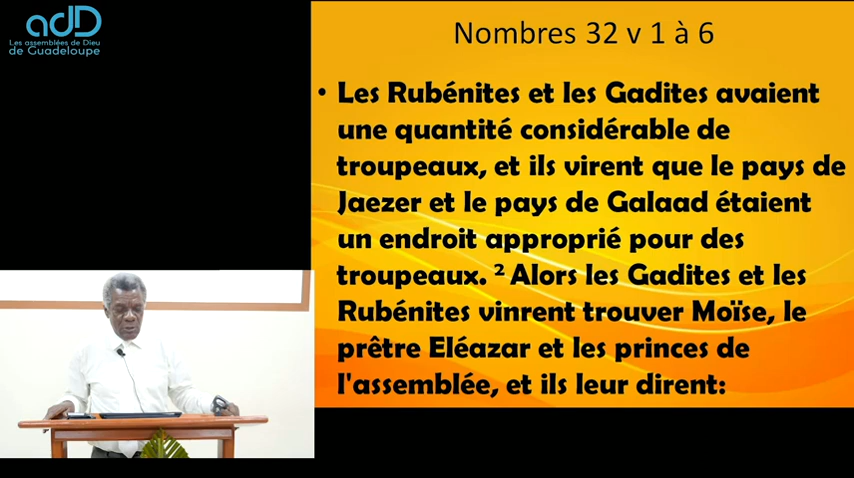 adD
Les assemblées de Dieu
de Guadeloupe
Nombres 32 v 1 à 6
• Les Rubénites et les Gadites avaient
une quantité considérable de
troupeaux, et ils virent que le pays de
Jaezer et le pays de Galaad étaient
un endroit approprié pour des
troupeaux. ² Alors les Gadites et les
Rubénites vinrent trouver Moïse, le
prêtre Eléazar et les princes de
l'assemblée, et ils leur dirent: